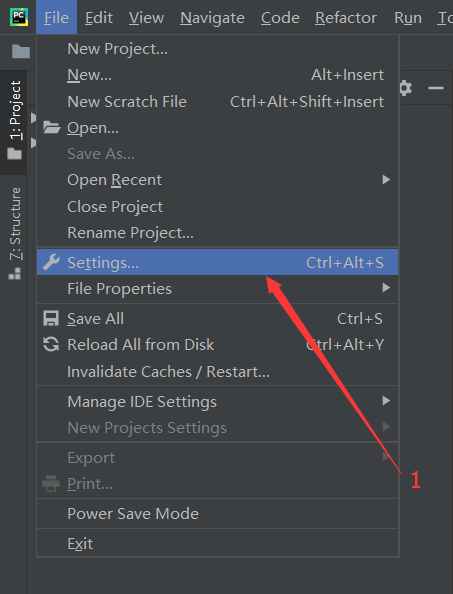 PC File Edit View Navigate Code Refactor Run To
New Project...
New... Alt+Insert
New Scratch File Ctrl+Alt+Shift+Insert
Open...
Save As...
Open Recent
Close Project
Rename Project...
Settings... Ctrl+Alt+S
File Properties
Save All Ctrl+S
Reload All from Disk Ctrl+Alt+Y
Invalidate Caches / Restart...
Manage IDE Settings
New Projects Settings
Export
Print...
Power Save Mode
Exit
1: Project
7: Structure
1